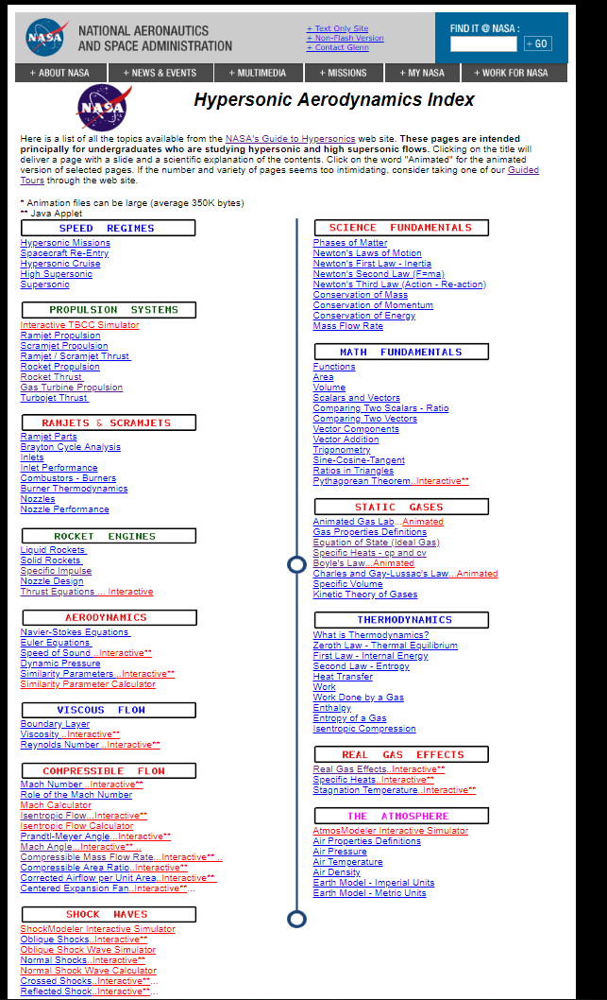 NASA
NATIONAL AERONAUTICS
AND SPACE ADMINISTRATION
+ Text Only Site
+ Non-Flash Version
+ Contact Glenn
FIND IT @ NASA :
+ GO
+ ABOUT NASA
+ NEWS & EVENTS
+ MULTIMEDIA
+ MISSIONS
+ MY NASA
+ WORK FOR NASA
NASA
Hypersonic Aerodynamics Index
Here is a list of all the topics available from the NASA's Guide to Hypersonics web site. These pages are intended
principally for undergraduates who are studying hypersonic and high supersonic flows. Clicking on the title will
deliver a page with a slide and a scientific explanation of the contents. Click on the word "Animated" for the animated
version of selected pages. If the number and variety of pages seems too intimidating, consider taking one of our Guided
Tours through the web site.
* Animation files can be large (average 350K bytes)
** Java Applet
SPEED REGIMES
Hypersonic Missions
Spacecraft Re-Entry
Hypersonic Cruise
High Supersonic
Supersonic
PROPULSION SYSTEMS
Interactive TBCC Simulator
Ramjet Propulsion
Scramjet Propulsion
Ramjet / Scramjet Thrust
Rocket Propulsion
Rocket Thrust
Gas Turbine Propulsion
Turbojet Thrust
RAMJETS & SCRAMJETS
Ramjet Parts
Brayton Cycle Analysis
Inlets
Inlet Performance
Combustors - Burners
Burner Thermodynamics
Nozzles
Nozzle Performance
ROCKET ENGINES
Liquid Rockets
Solid Rockets
Specific Impulse
Nozzle Design
Thrust Equations ... Interactive
AERODYNAMICS
Navier-Stokes Equations
Euler Equations
Speed of Sound ..Interactive**
Dynamic Pressure
Similarity Parameters ..Interactive**
Similarity Parameter Calculator
VISCOUS FLOW
Boundary Layer
Viscosity ..Interactive**
Reynolds Number ..Interactive**
COMPRESSIBLE FLOW
Mach Number ..Interactive**
Role of the Mach Number
Mach Calculator
Isentropic Flow...Interactive**
Isentropic Flow Calculator
Prandtl-Meyer Angle...Interactive**
Mach Angle...Interactive** ..
Compressible Mass Flow Rate...Interactive** ..
Compressible Area Ratio..Interactive**
Corrected Airflow per Unit Area..Interactive**
Centered Expansion Fan..Interactive**...
SHOCK WAVES
ShockModeler Interactive Simulator
Oblique Shocks..Interactive**
Oblique Shock Wave Simulator
Normal Shocks..Interactive**
Normal Shock Wave Calculator
Crossed Shocks..Interactive**...
Reflected Shock..Interactive**...
SCIENCE FUNDAMENTALS
Phases of Matter
Newton's Laws of Motion
Newton's First Law - Inertia
Newton's Second Law (F=ma)
Newton's Third Law (Action - Re-action)
Conservation of Mass
Conservation of Momentum
Conservation of Energy
Mass Flow Rate
MATH FUNDAMENTALS
Functions
Area
Volume
Scalars and Vectors
Comparing Two Scalars - Ratio
Comparing Two Vectors
Vector Components
Vector Addition
Trigonometry
Sine-Cosine-Tangent
Ratios in Triangles
Pythagorean Theorem..Interactive**
STATIC GASES
Animated Gas Lab...Animated
Gas Properties Definitions
Equation of State (Ideal Gas)
Specific Heats - cp and cv
Boyle's Law...Animated
Charles and Gay-Lussac's Law...Animated
Specific Volume
Kinetic Theory of Gases
THERMODYNAMICS
What is Thermodynamics?
Zeroth Law - Thermal Equilibrium
First Law - Internal Energy
Second Law - Entropy
Heat Transfer
Work
Work Done by a Gas
Enthalpy
Entropy of a Gas
Isentropic Compression
REAL GAS EFFECTS
Real Gas Effects..Interactive**
Specific Heats..Interactive**
Stagnation Temperature..Interactive**
THE ATMOSPHERE
AtmosModeler Interactive Simulator
Air Properties Definitions
Air Pressure
Air Temperature
Air Density
Earth Model - Imperial Units
Earth Model - Metric Units